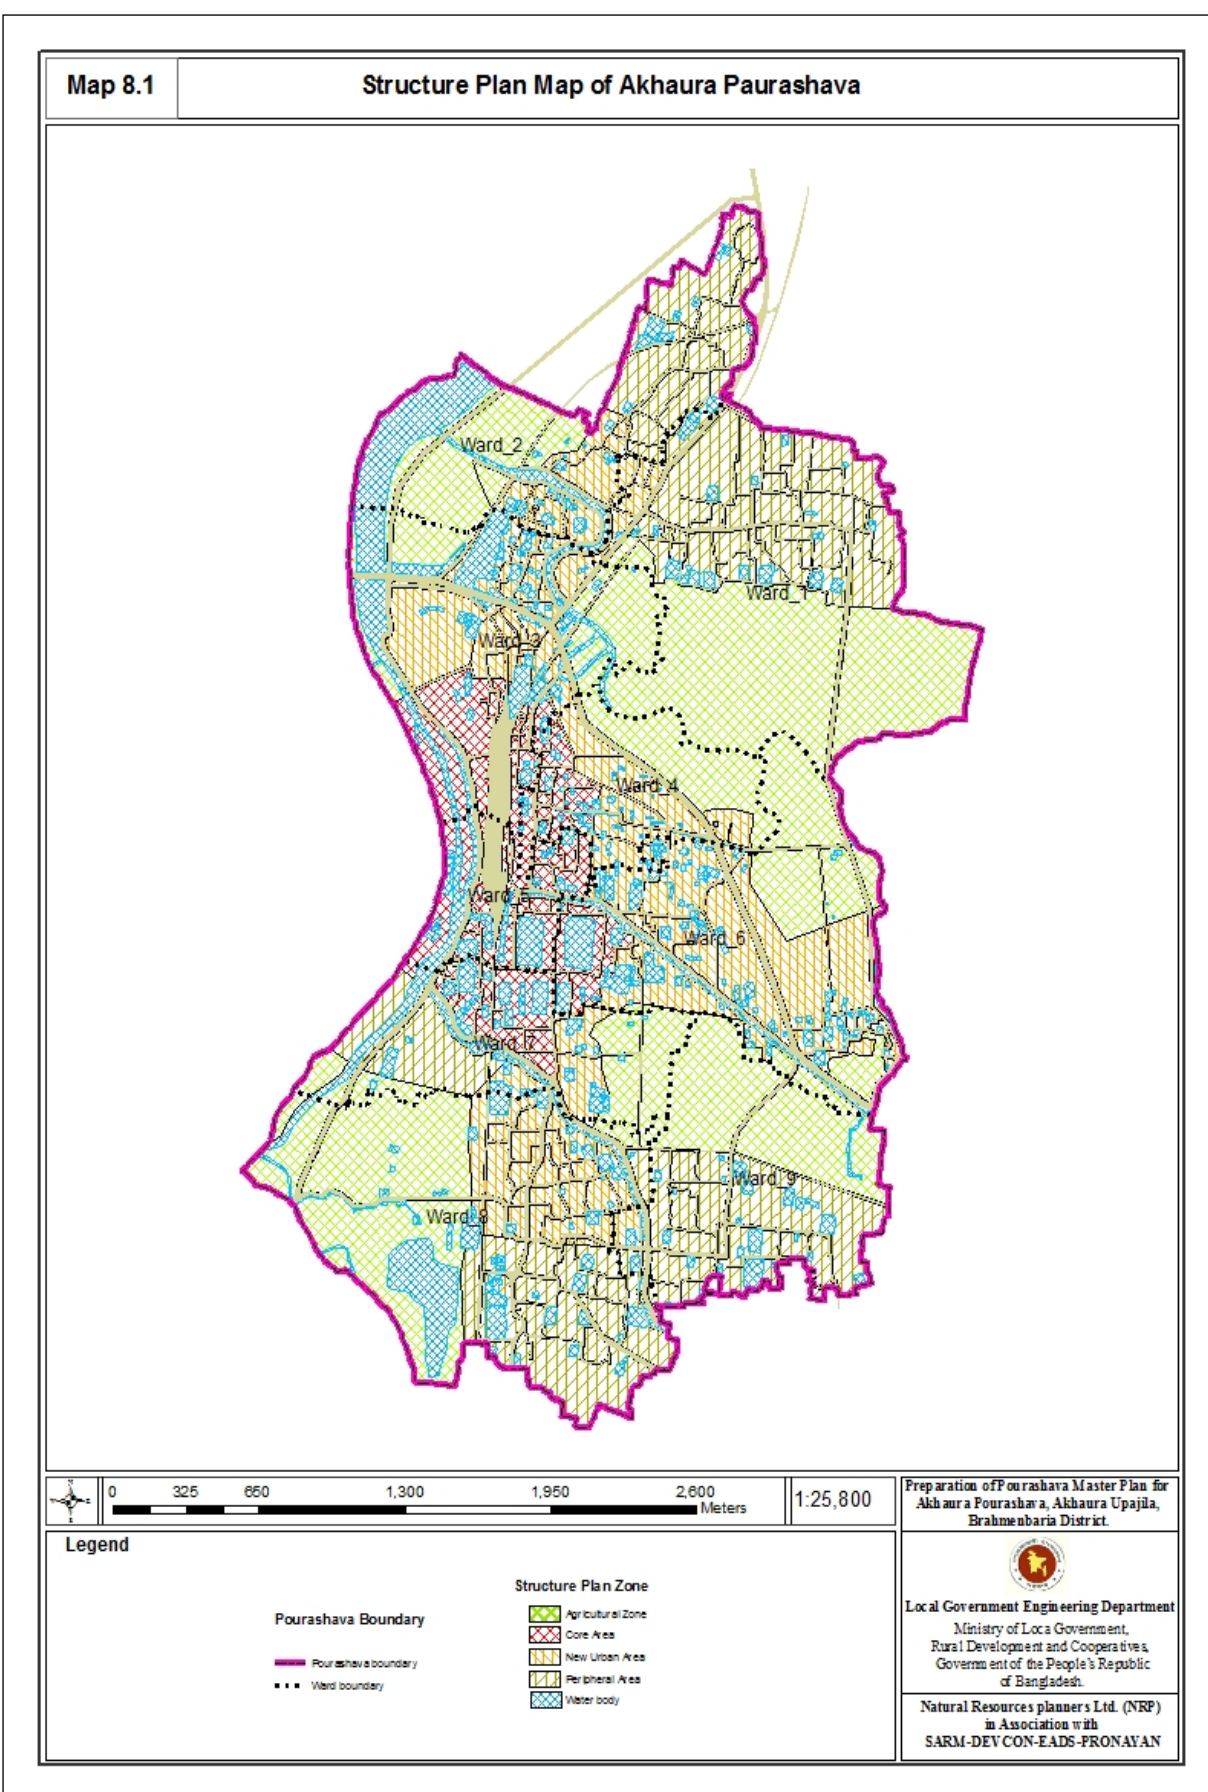 Map 8.1
Structure Plan Map of Akhaura Paurashava
Ward_2
Ward_1
Ward_3
Ward_4
Ward_5
Ward_6
Ward_7
Ward_9
Ward_8
0 325 650 1,300 1,950 2,600
Meters
1:25,800
Preparation of Pourashava Master Plan for
Akhaura Pourashava, Akhaura Upajila,
Brahmenbaria District.
Legend
Pourashava Boundary
Pourashava boundary
Ward boundary
Structure Plan Zone
Agricultural Zone
Core Area
New Urban Area
Peripheral Area
Water body
Local Government Engineering Department
Ministry of Loca Government,
Rural Development and Cooperatives,
Government of the People's Republic
of Bangladesh.
Natural Resources planners Ltd. (NRP)
in Association with
SARM-DEVCON-EADS-PRONAYAN